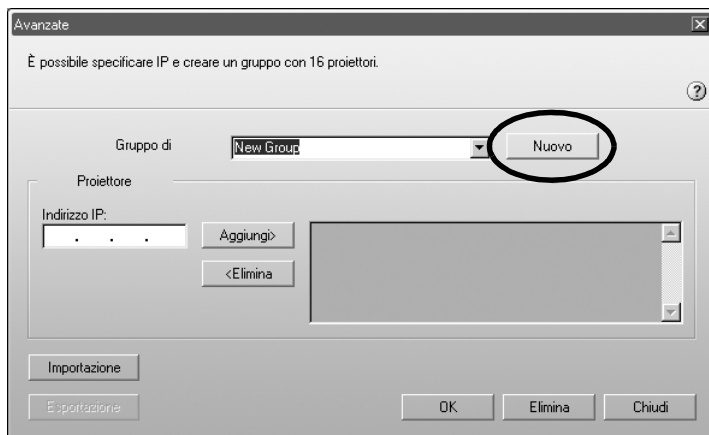 Avanzate
È possibile specificare IP e creare un gruppo con 16 proiettori.
Gruppo di New Group Nuovo
Proiettore
Indirizzo IP:
. . . Aggiungi>
<Elimina
Importazione
Esportazione OK Elimina Chiudi